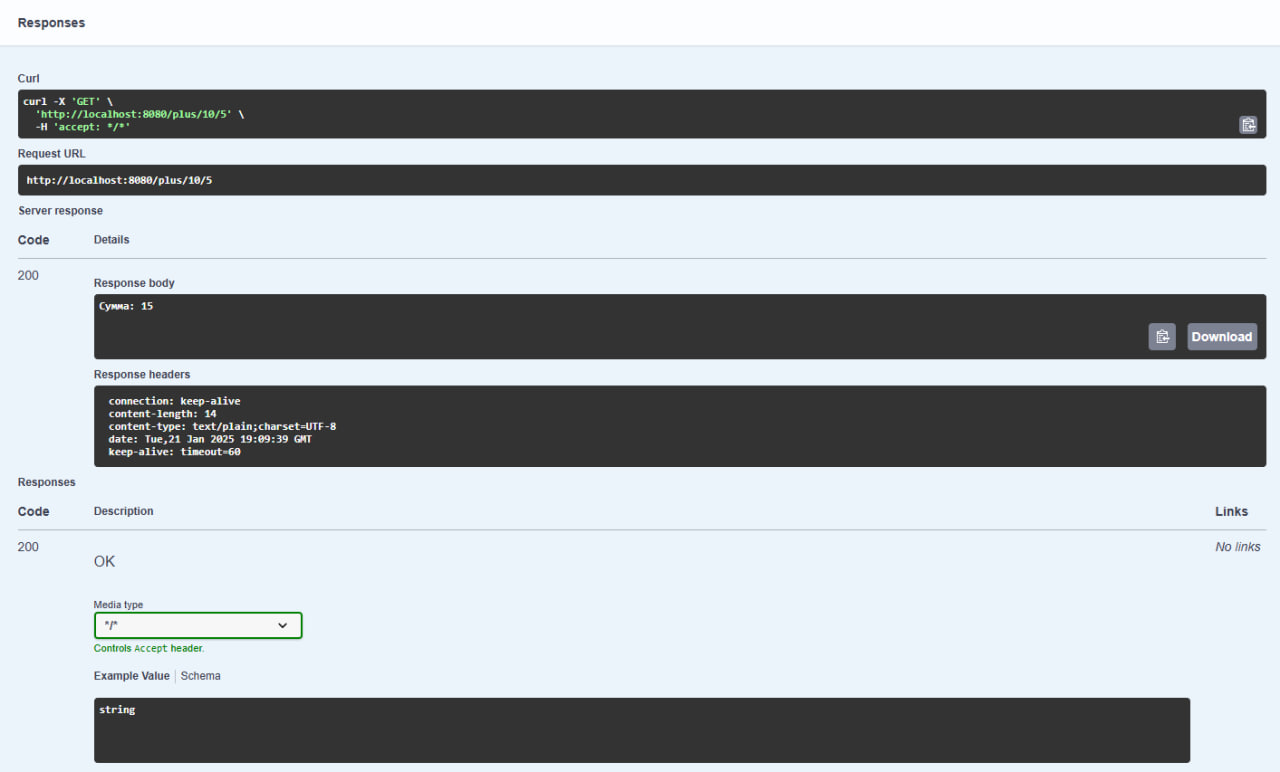 Responses
Curl
curl -X 'GET' \
'http://localhost:8080/plus/10/5' \
-H 'accept: */*'
Request URL
http://localhost:8080/plus/10/5
Server response
Code Details
200
Response body
Сумма: 15
Download
Response headers
connection: keep-alive
content-length: 14
content-type: text/plain;charset=UTF-8
date: Tue,21 Jan 2025 19:09:39 GMT
keep-alive: timeout=60
Responses
Code Description Links
200 No links
OK
Media type
*/*
Controls Accept header.
Example Value Schema
string